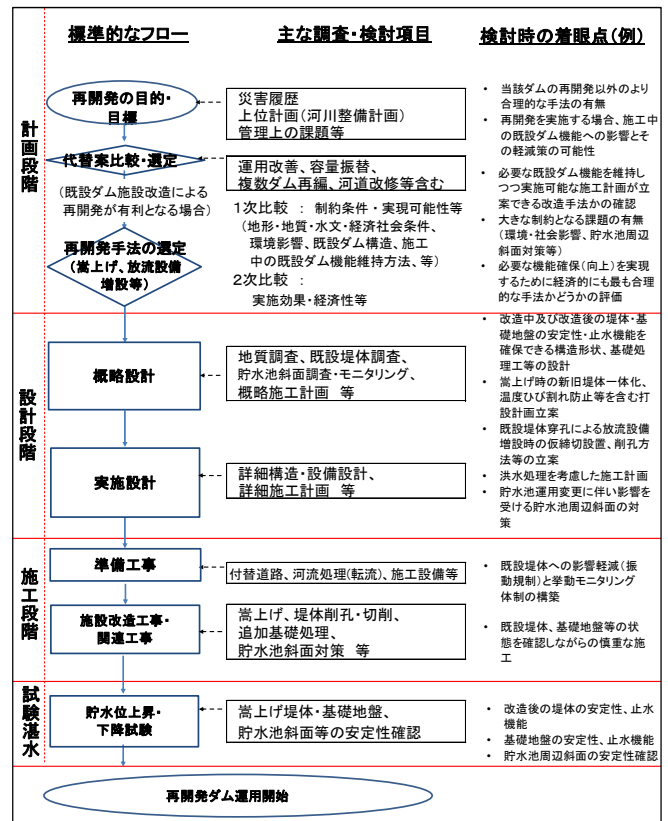 標準的なフロー
主な調査・検討項目
検討時の着眼点(例)
計画段階
再開発の目的・
目標
災害履歴
上位計画(河川整備計画)
管理上の課題等
代替案比較・選定
運用改善、容量振替、
複数ダム再編、河道改修等含む
(既設ダム施設改造による
再開発が有利となる場合)
1次比較 : 制約条件・実現可能性等
(地形・地質・水文・経済社会条件、
環境影響、既設ダム構造、施工
中の既設ダム機能維持方法、等)
2次比較 :
実施効果・経済性等
再開発手法の選定
(嵩上げ、放流設備
増設等)
• 当該ダムの再開発以外のより
合理的な手法の有無
• 再開発を実施する場合、施工中
の既設ダム機能への影響とそ
の軽減策の可能性
• 必要な既設ダム機能を維持し
つつ実施可能な施工計画が立
案できる改造手法かの確認
• 大きな制約となる課題の有無
(環境・社会影響、貯水池周辺
斜面対策等)
• 必要な機能確保(向上)を実現
するために経済的にも最も合理
的な手法かどうかの評価
設計段階
概略設計
地質調査、既設堤体調査、
貯水池斜面調査・モニタリング、
概略施工計画 等
実施設計
詳細構造・設備設計、
詳細施工計画 等
• 改造中及び改造後の堤体・基
礎地盤の安定性・止水機能を
確保できる構造形状、基礎処
理工等の設計
• 嵩上げ時の新旧堤体一体化、
温度ひび割れ防止等を含む打
設計画立案
• 既設堤体穿孔による放流設備
増設時の仮締切設置、削孔方
法等の立案
• 洪水処理を考慮した施工計画
• 貯水池運用変更に伴い影響を
受ける貯水池周辺斜面の対
策
施工段階
準備工事
付替道路、河流処理(転流)、施工設備等
施設改造工事・
関連工事
嵩上げ、堤体削孔・切削、
追加基礎処理、
貯水池斜面対策 等
• 既設堤体への影響軽減(振
動規制)と挙動モニタリング
体制の構築
• 既設堤体、基礎地盤等の状
態を確認しながらの慎重な施
工
試験湛水
貯水位上昇・
下降試験
嵩上げ堤体・基礎地盤、
貯水池斜面等の安定性確認
• 改造後の堤体の安定性、止水
機能
• 基礎地盤の安定性、止水機能
• 貯水池周辺斜面の安定性確認
再開発ダム運用開始